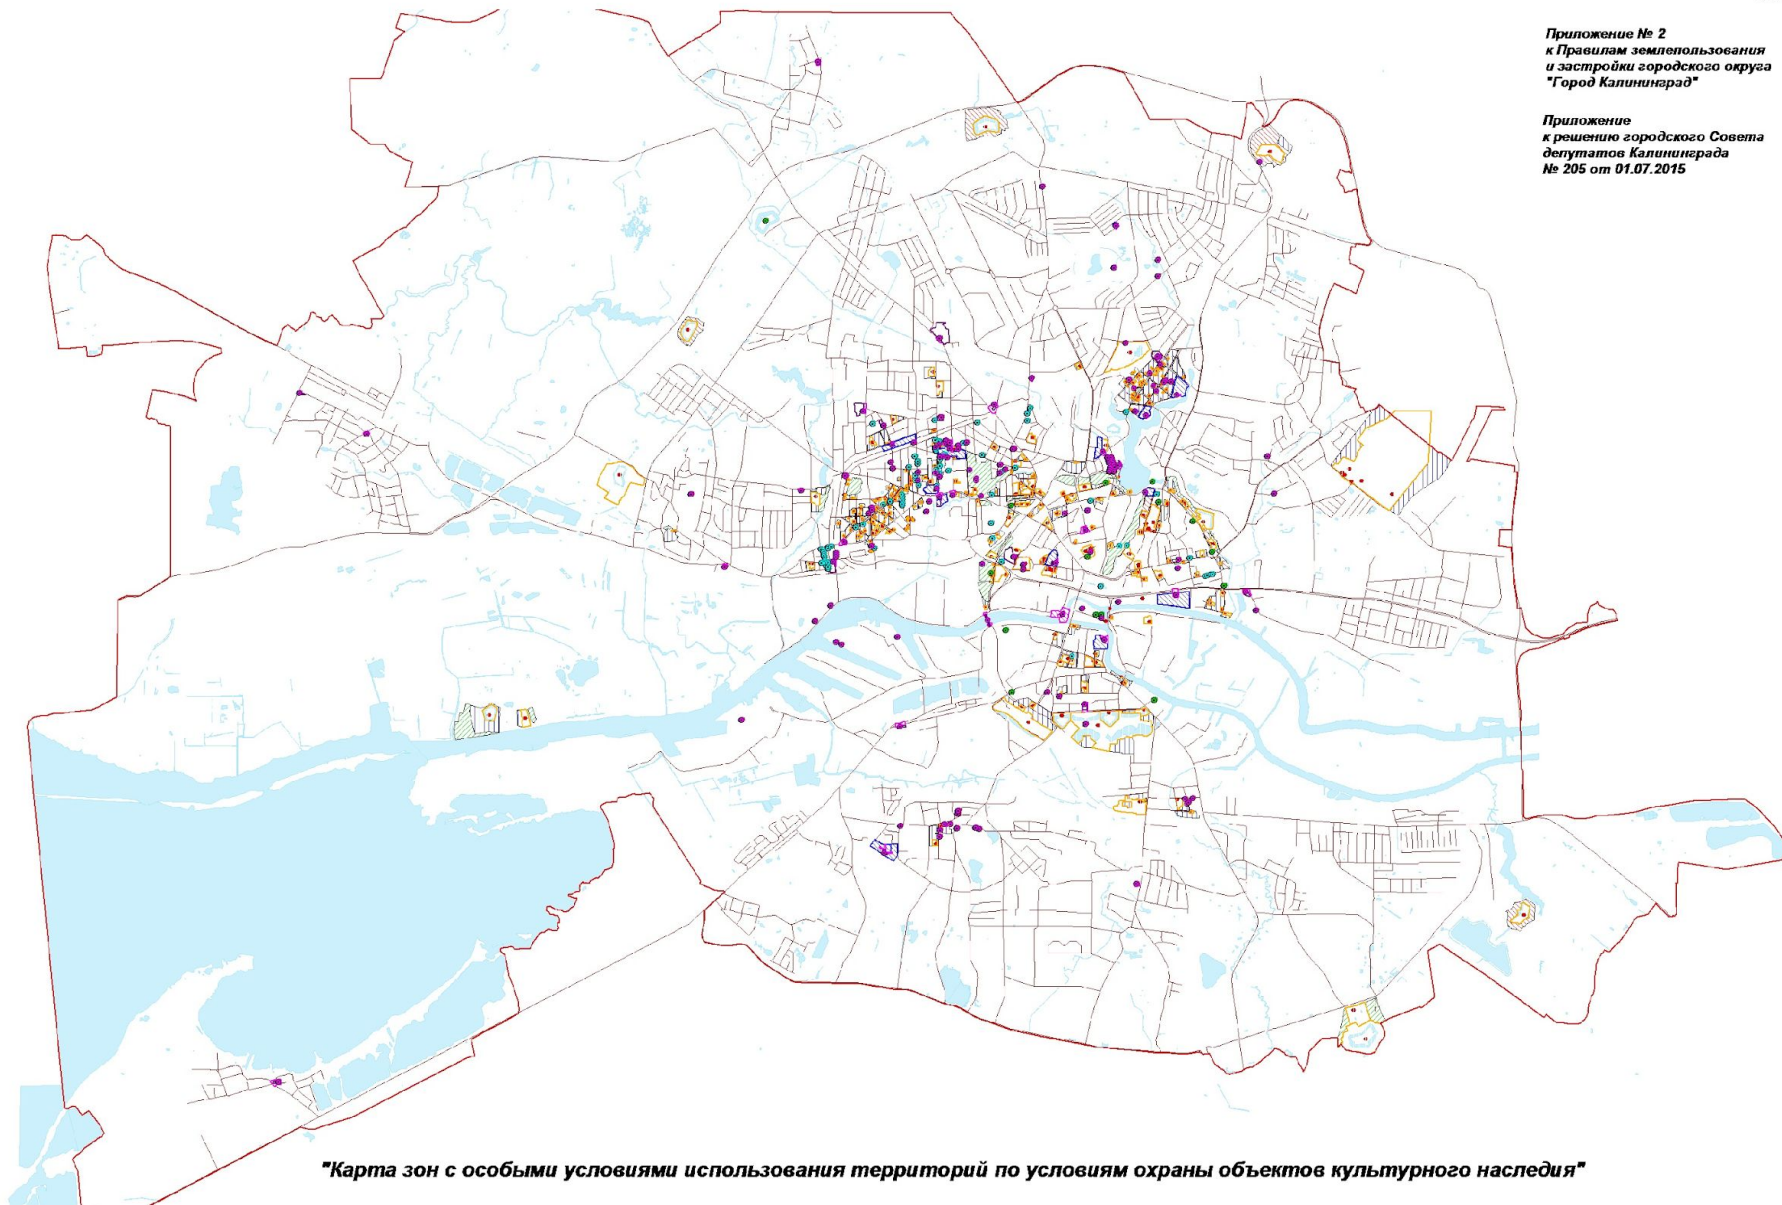 Приложение № 2
к Правилам землепользования
и застройки городского округа
"Город Калининград"
Приложение
к решению городского Совета
депутатов Калининграда
№ 205 от 01.07.2015
"Карта зон с особыми условиями использования территорий по условиям охраны объектов культурного наследия"